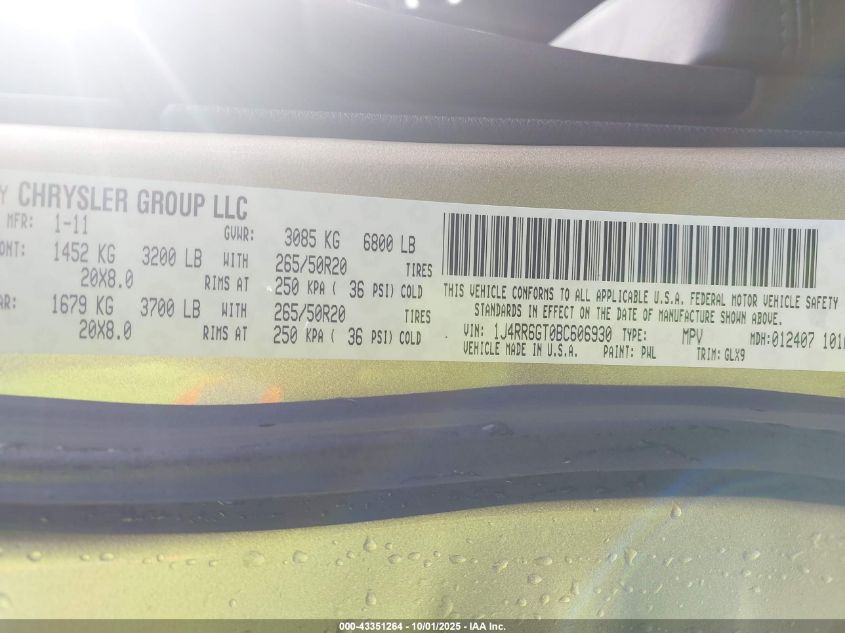 Y CHRYSLER GROUP LLC
MFR: 1-11 GVWR: 3085 KG 6800 LB
ONT: 1452 KG 3200 LB WITH 265/50R20 TIRES
20X8.0 RIMS AT 250 KPA ( 36 PSI) COLD
AR: 1679 KG 3700 LB WITH 265/50R20 TIRES
20X8.0 RIMS AT 250 KPA ( 36 PSI) COLD
THIS VEHICLE CONFORMS TO ALL APPLICABLE U.S.A. FEDERAL MOTOR VEHICLE SAFETY
STANDARDS IN EFFECT ON THE DATE OF MANUFACTURE SHOWN ABOVE.
VIN: 1J4RR6GT0BC606930 TYPE: MPV MDH:012407 101
VEHICLE MADE IN U.S.A. PAINT: PWL TRIM: GLX9
000-43351264 - 10/01/2025 - IAA Inc.